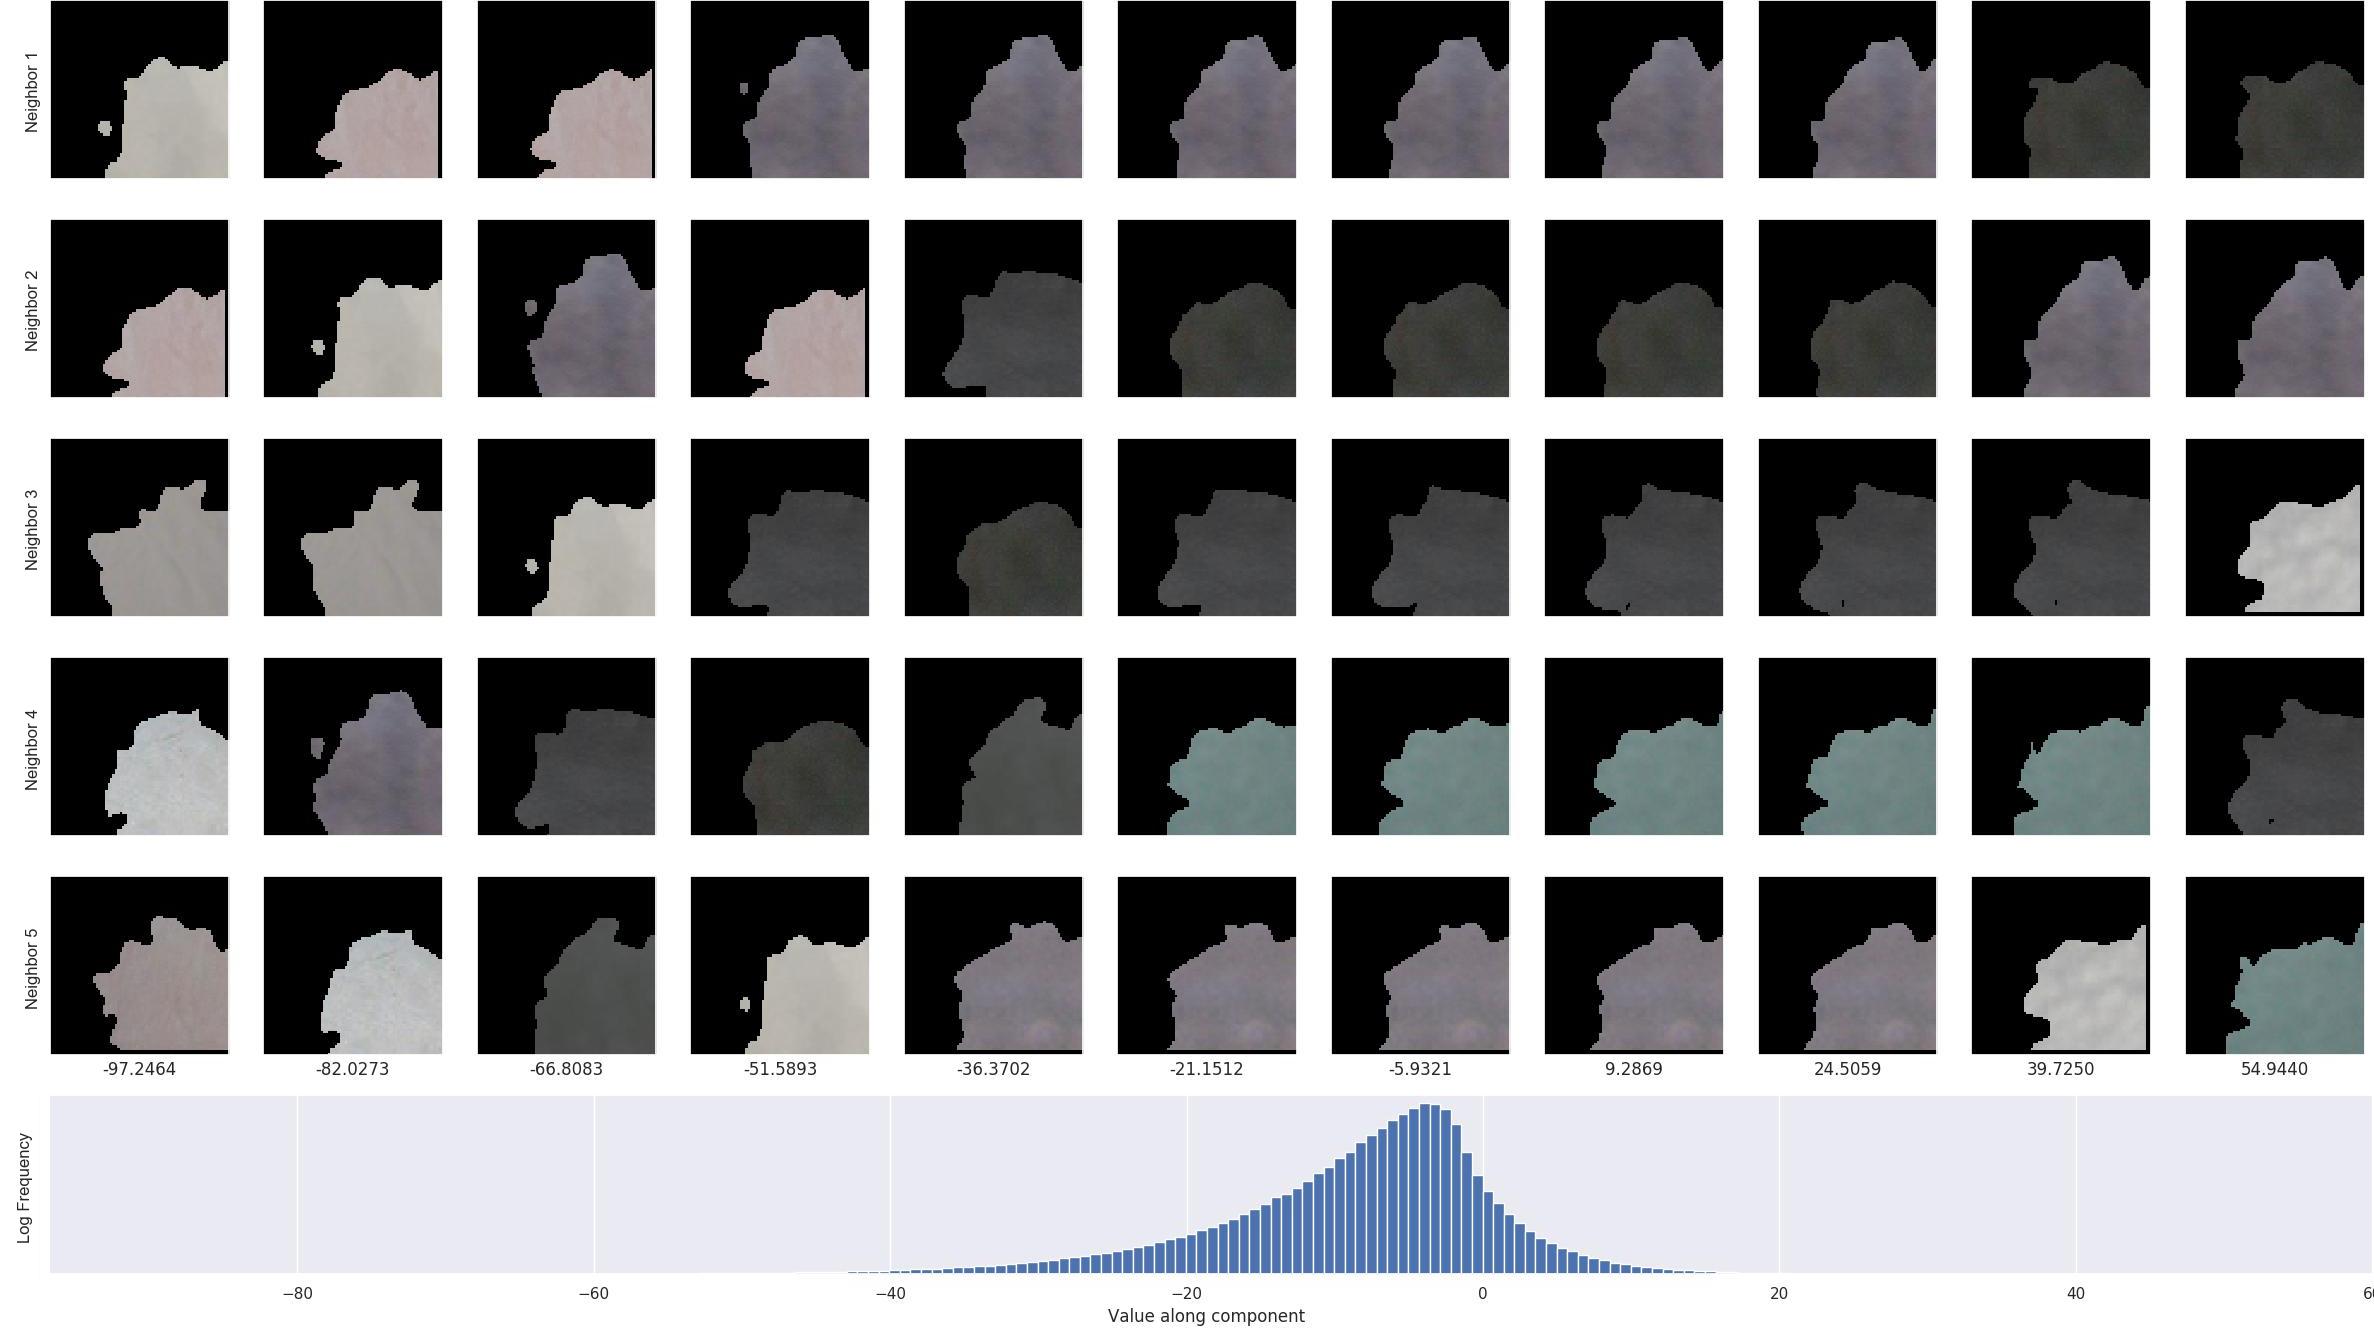 Neighbor 1
Neighbor 2
Neighbor 3
Neighbor 4
Neighbor 5
-97.2464 -82.0273 -66.8083 -51.5893 -36.3702 -21.1512 -5.9321 9.2869 24.5059 39.7250 54.9440
Log Frequency
−80 −60 −40 −20 0 20 40
Value along component